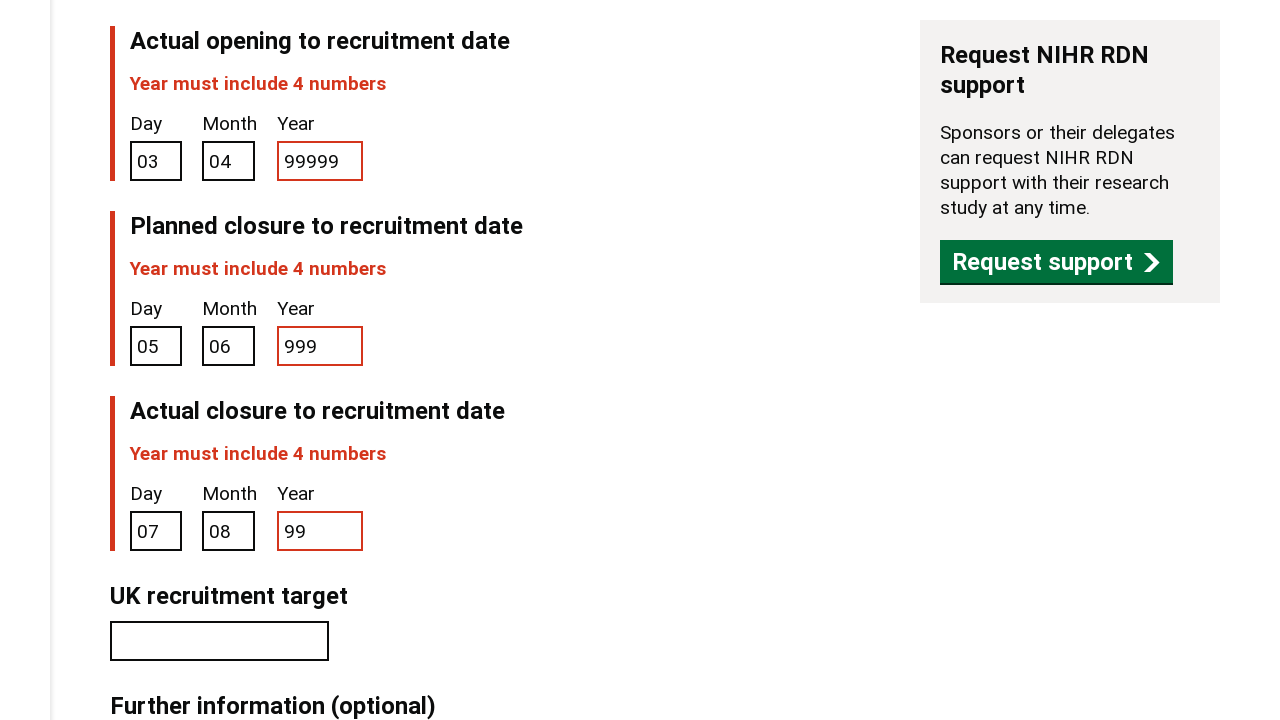 Actual opening to recruitment date
Year must include 4 numbers
Day Month Year
03 04 99999
Planned closure to recruitment date
Year must include 4 numbers
Day Month Year
05 06 999
Actual closure to recruitment date
Year must include 4 numbers
Day Month Year
07 08 99
UK recruitment target
Further information (optional)
Request NIHR RDN
support
Sponsors or their delegates
can request NIHR RDN
support with their research
study at any time.
Request support